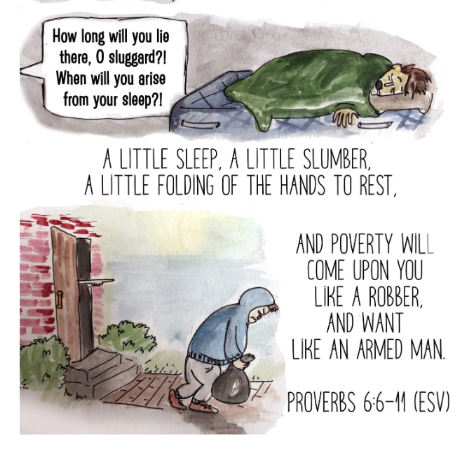 How long will you lie
there, O sluggard?!
When will you arise
from your sleep?!
A LITTLE SLEEP, A LITTLE SLUMBER,
A LITTLE FOLDING OF THE HANDS TO REST,
AND POVERTY WILL
COME UPON YOU
LIKE A ROBBER,
AND WANT
LIKE AN ARMED MAN.
PROVERBS 6:6-11 (ESV)